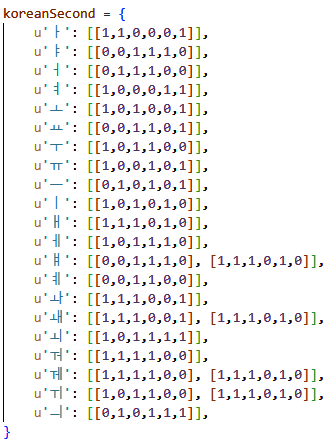 koreanSecond = {
u'ㅏ': [[1,1,0,0,0,1]],
u'ㅑ': [[0,0,1,1,1,0]],
u'ㅓ': [[0,1,1,1,0,0]],
u'ㅕ': [[1,0,0,0,1,1]],
u'ㅗ': [[1,0,1,0,0,1]],
u'ㅛ': [[0,0,1,1,0,1]],
u'ㅜ': [[1,0,1,1,0,0]],
u'ㅠ': [[1,0,0,1,0,1]],
u'ㅡ': [[0,1,0,1,0,1]],
u'ㅣ': [[1,0,1,0,1,0]],
u'ㅐ': [[1,1,1,0,1,0]],
u'ㅔ': [[1,0,1,1,1,0]],
u'ㅒ': [[0,0,1,1,1,0], [1,1,1,0,1,0]],
u'ㅖ': [[0,0,1,1,0,0]],
u'ㅘ': [[1,1,1,0,0,1]],
u'ㅙ': [[1,1,1,0,0,1], [1,1,1,0,1,0]],
u'ㅚ': [[1,0,1,1,1,1]],
u'ㅝ': [[1,1,1,1,0,0]],
u'ㅞ': [[1,1,1,1,0,0], [1,1,1,0,1,0]],
u'ㅟ': [[1,0,1,1,0,0], [1,1,1,0,1,0]],
u'ㅢ': [[0,1,0,1,1,1]],
}